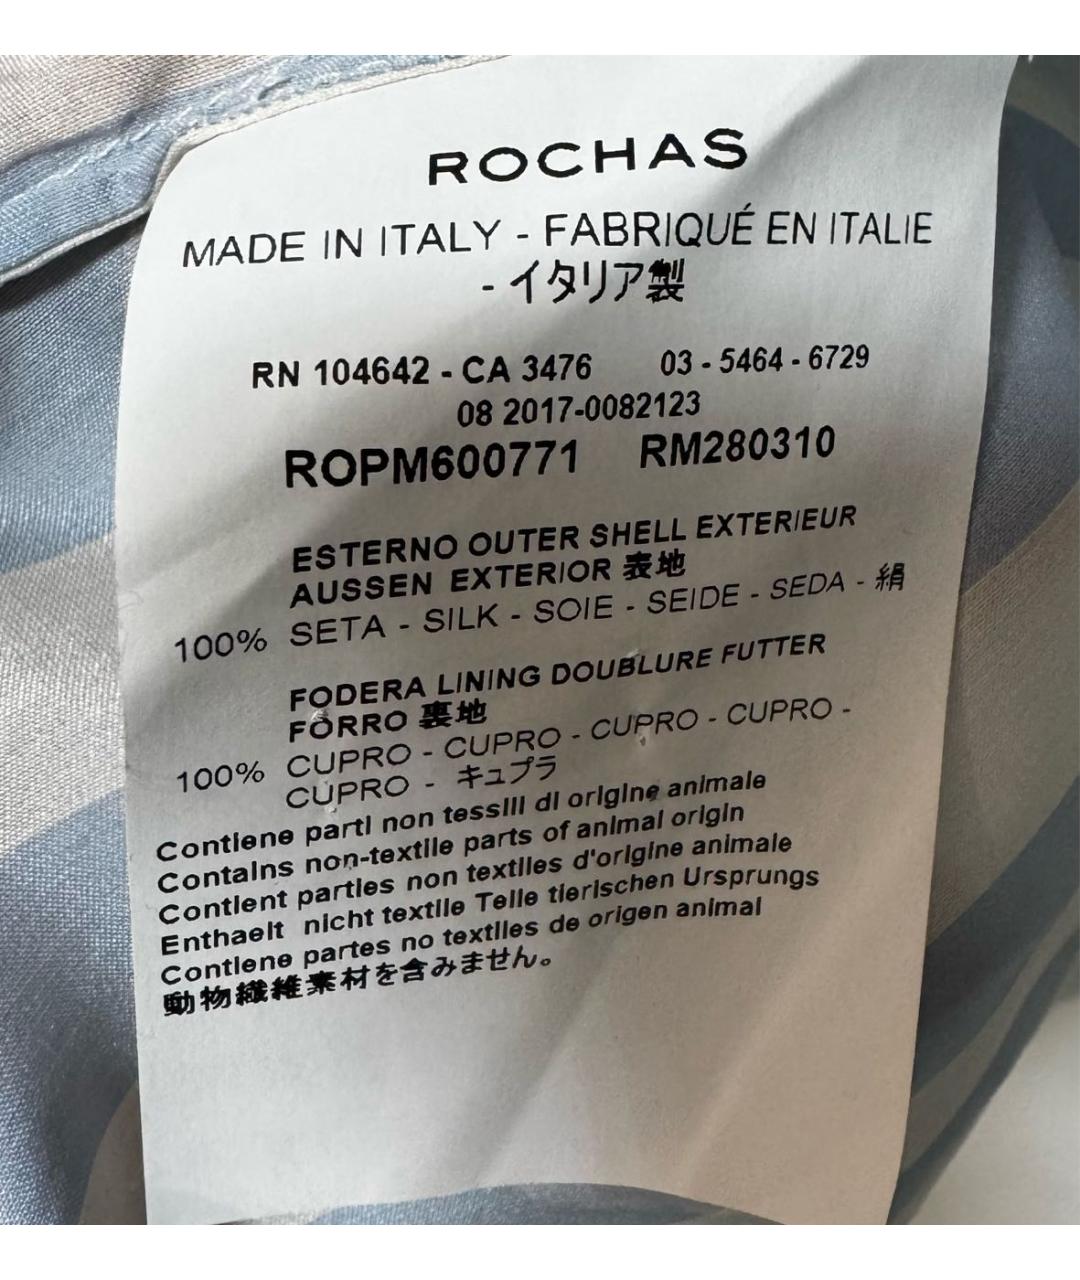 ROCHAS
MADE IN ITALY - FABRIQUÉ EN ITALIE
- イタリア製
RN 104642 - CA 3476 03 - 5464 - 6729
08 2017-0082123
ROPM600771 RM280310
ESTERNO OUTER SHELL EXTERIEUR
AUSSEN EXTERIOR 表地
100% SETA - SILK - SOIE - SEIDE - SEDA - 絹
FODERA LINING DOUBLURE FUTTER
FORRO 裏地
100% CUPRO - CUPRO - CUPRO - CUPRO -
CUPRO - キュプラ
Contiene parti non tessili di origine animale
Contains non-textile parts of animal origin
Contient parties non textiles d'origine animale
Enthaelt nicht textile Teile tierischen Ursprungs
Contiene partes no textiles de origen animal
動物繊維素材を含みません。